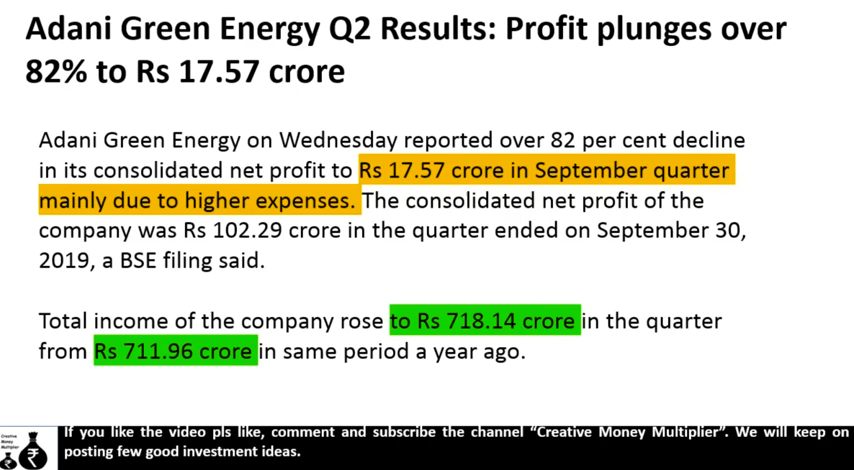 Adani Green Energy Q2 Results: Profit plunges over
82% to Rs 17.57 crore
Adani Green Energy on Wednesday reported over 82 per cent decline
in its consolidated net profit to Rs 17.57 crore in September quarter
mainly due to higher expenses. The consolidated net profit of the
company was Rs 102.29 crore in the quarter ended on September 30,
2019, a BSE filing said.
Total income of the company rose to Rs 718.14 crore in the quarter
from Rs 711.96 crore in same period a year ago.
Creative
Money
Multiplier
₹
₹
If you like the video pls like, comment and subscribe the channel “Creative Money Multiplier”. We will keep on
posting few good investment ideas.